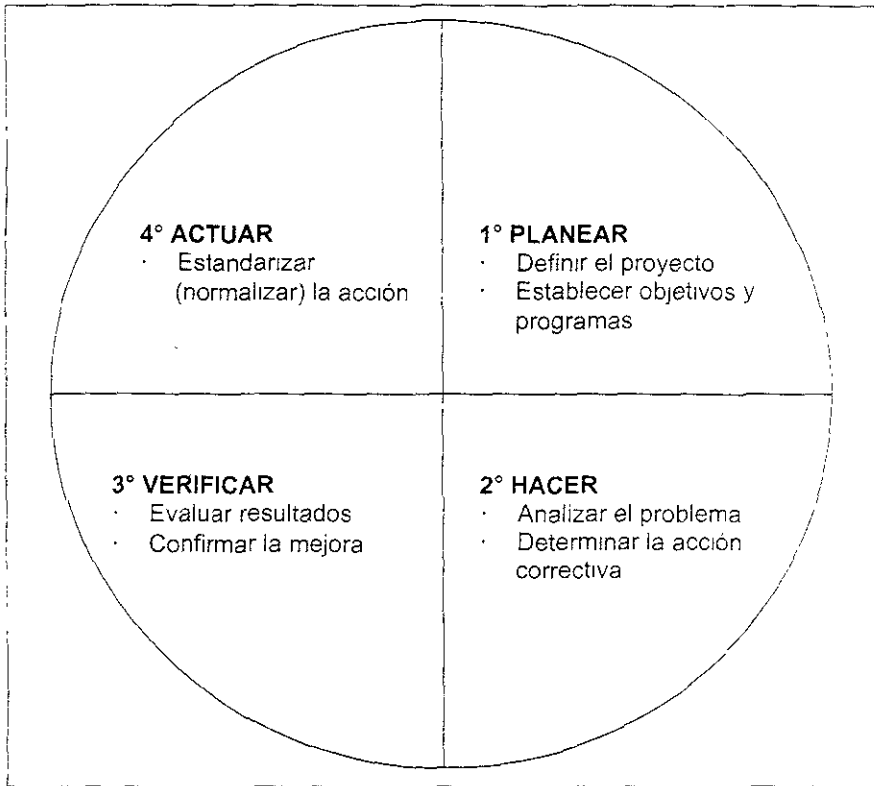 4° ACTUAR
· Estandarizar
(normalizar) la acción
1° PLANEAR
· Definir el proyecto
· Establecer objetivos y
programas
3° VERIFICAR
· Evaluar resultados
· Confirmar la mejora
2° HACER
· Analizar el problema
· Determinar la acción
correctiva